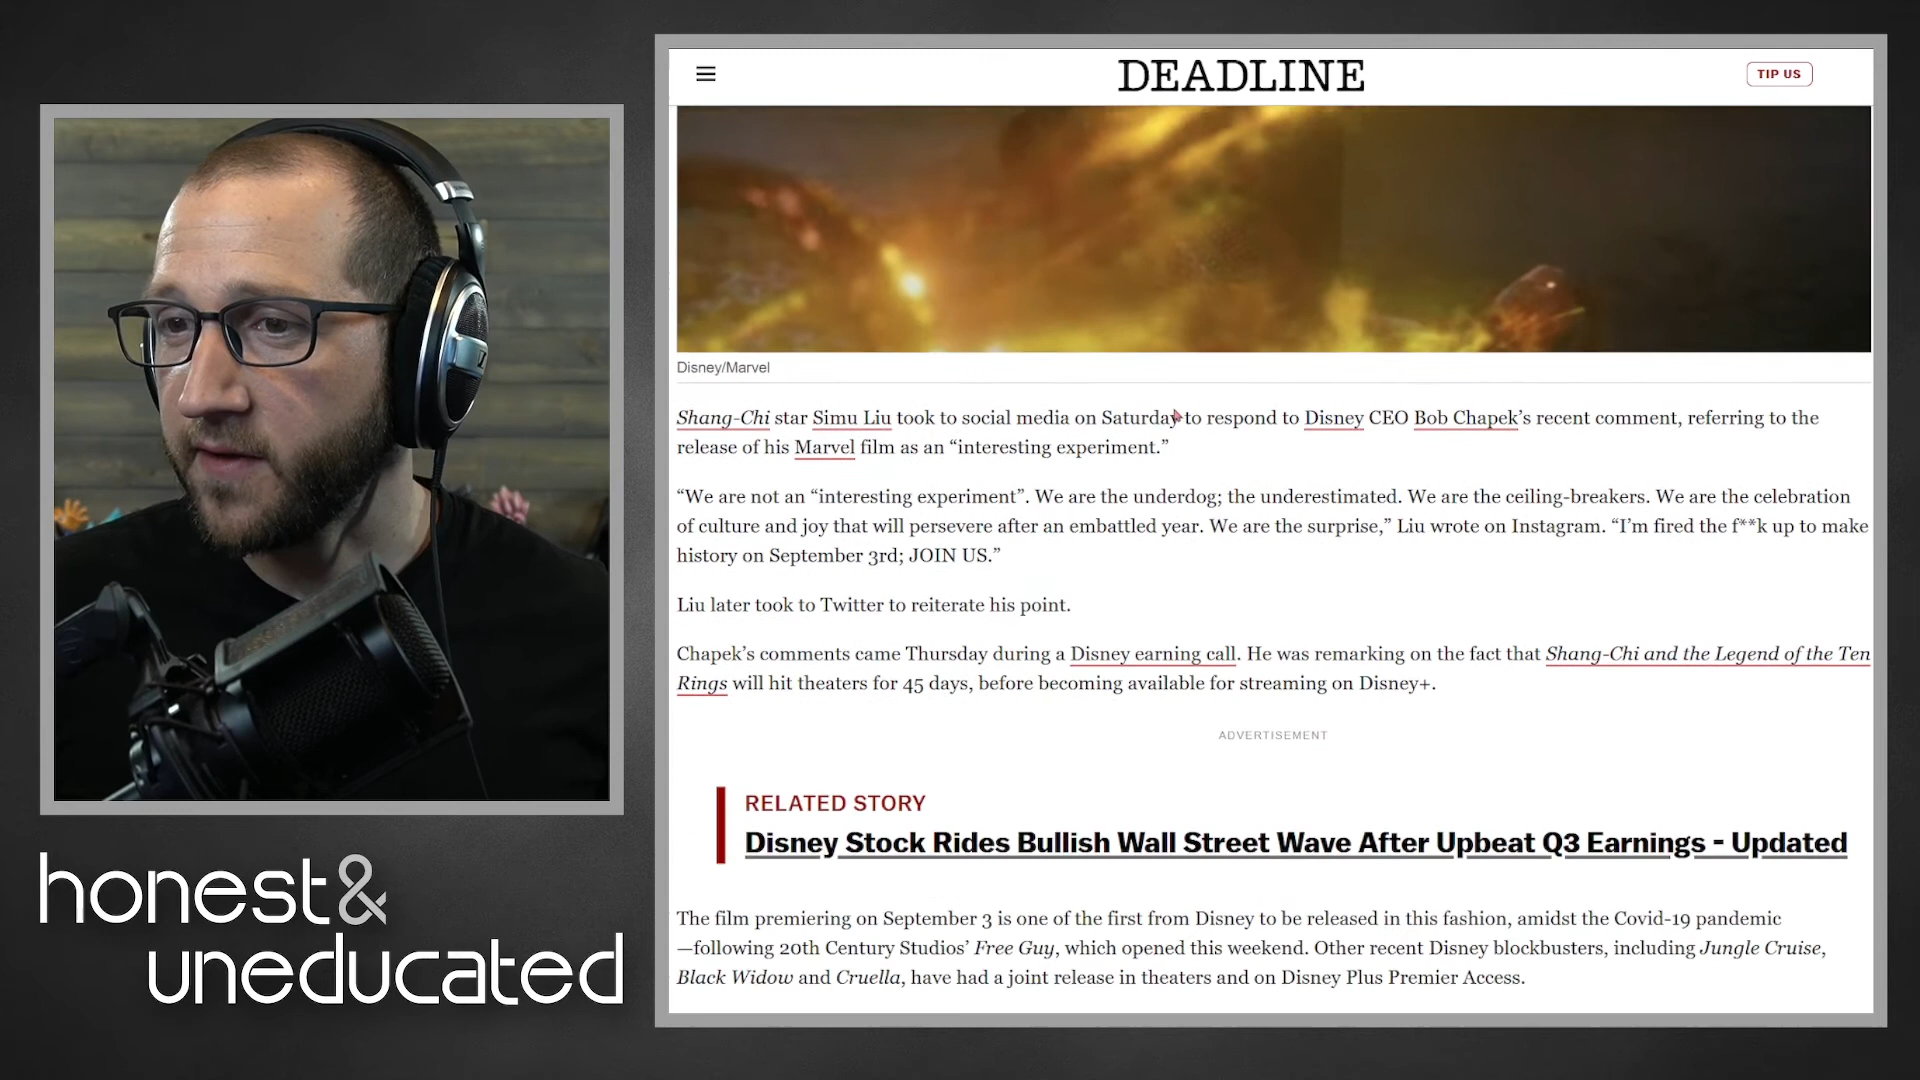 DEADLINE
TIP US
Disney/Marvel
Shang-Chi star Simu Liu took to social media on Saturday to respond to Disney CEO Bob Chapek’s recent comment, referring to the
release of his Marvel film as an “interesting experiment.”
“We are not an “interesting experiment”. We are the underdog; the underestimated. We are the ceiling-breakers. We are the celebration
of culture and joy that will persevere after an embattled year. We are the surprise,” Liu wrote on Instagram. “I’m fired the f**k up to make
history on September 3rd; JOIN US.”
Liu later took to Twitter to reiterate his point.
Chapek’s comments came Thursday during a Disney earning call. He was remarking on the fact that Shang-Chi and the Legend of the Ten
Rings will hit theaters for 45 days, before becoming available for streaming on Disney+.
ADVERTISEMENT
RELATED STORY
Disney Stock Rides Bullish Wall Street Wave After Upbeat Q3 Earnings - Updated
The film premiering on September 3 is one of the first from Disney to be released in this fashion, amidst the Covid-19 pandemic
—following 20th Century Studios’ Free Guy, which opened this weekend. Other recent Disney blockbusters, including Jungle Cruise,
Black Widow and Cruella, have had a joint release in theaters and on Disney Plus Premier Access.
honest&
uneducated